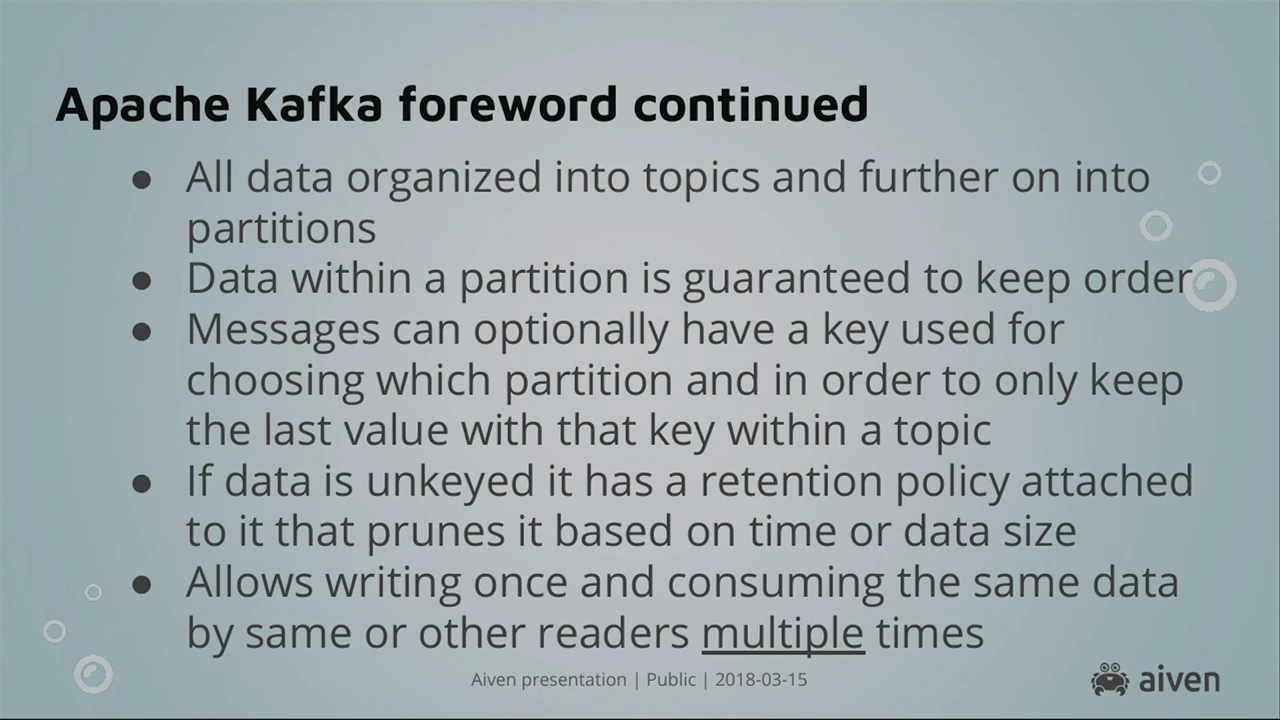 Apache Kafka foreword continued
● All data organized into topics and further on into
partitions
● Data within a partition is guaranteed to keep order
● Messages can optionally have a key used for
choosing which partition and in order to only keep
the last value with that key within a topic
● If data is unkeyed it has a retention policy attached
to it that prunes it based on time or data size
● Allows writing once and consuming the same data
by same or other readers multiple times
Aiven presentation | Public | 2018-03-15
aiven